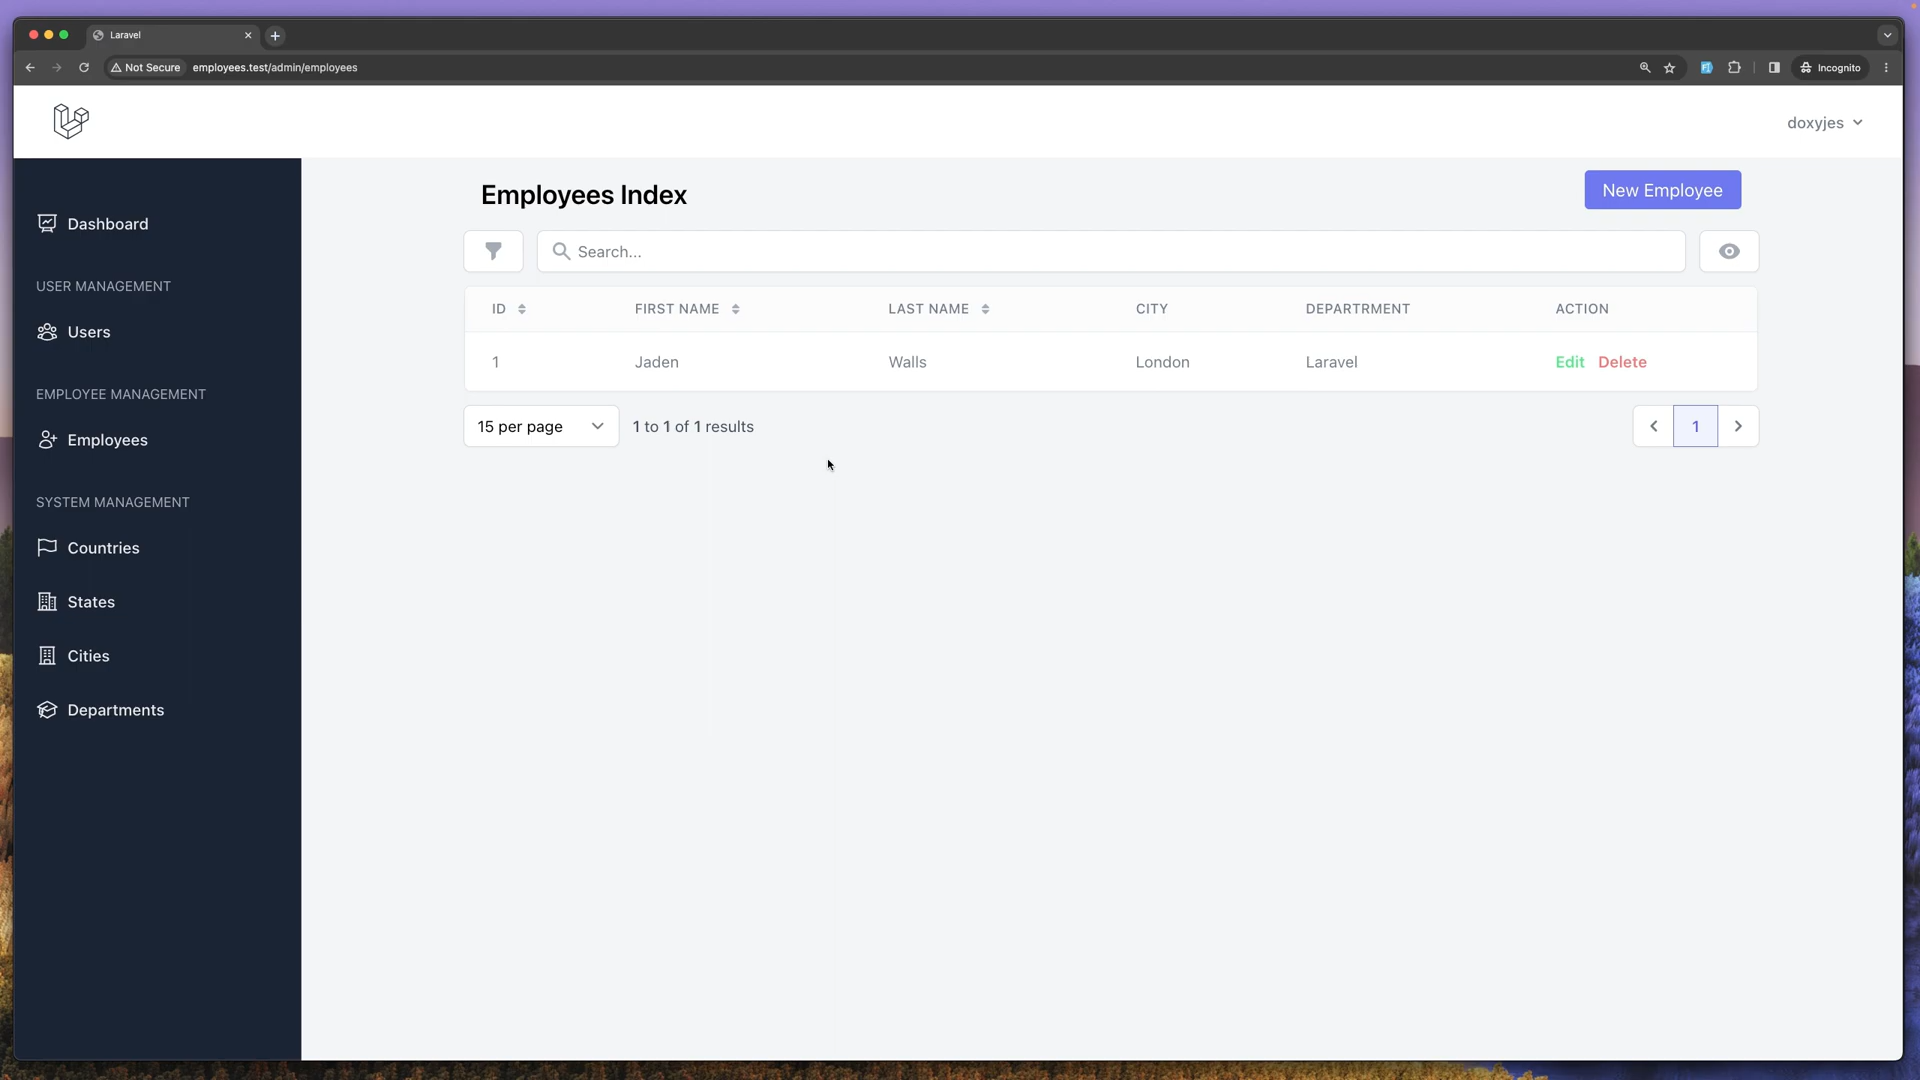 Laravel
Not Secure employees.test/admin/employees Incognito
doxyjes
Dashboard
USER MANAGEMENT
Users
EMPLOYEE MANAGEMENT
Employees
SYSTEM MANAGEMENT
Countries
States
Cities
Departments
Employees Index New Employee
Search...
ID FIRST NAME LAST NAME CITY DEPARTRMENT ACTION
1 Jaden Walls London Laravel Edit Delete
15 per page 1 to 1 of 1 results 1